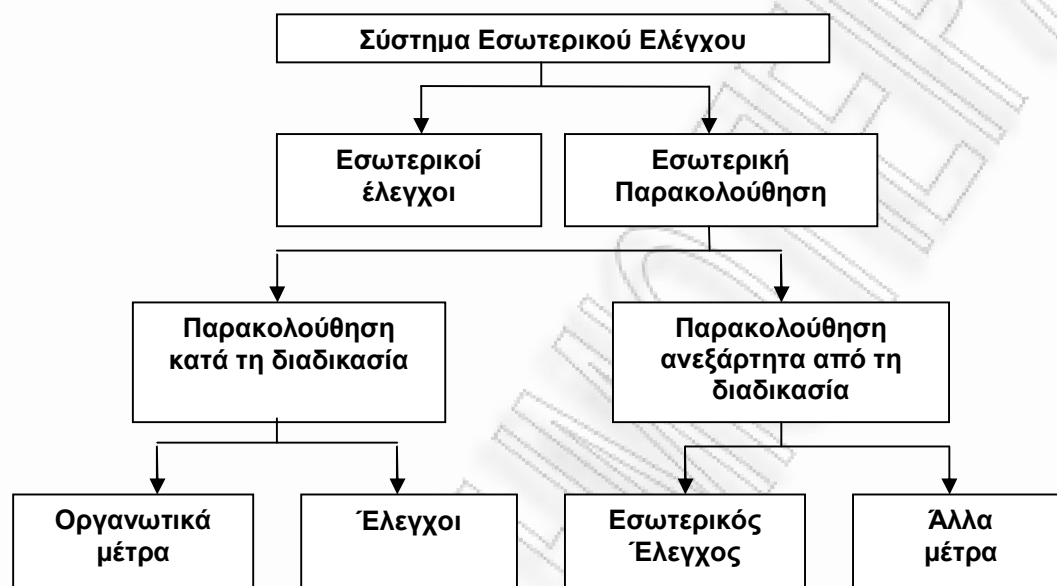 Σύστημα Εσωτερικού Ελέγχου
Εσωτερικοί
έλεγχοι
Εσωτερική
Παρακολούθηση
Παρακολούθηση
κατά τη διαδικασία
Παρακολούθηση
ανεξάρτητα από τη
διαδικασία
Οργανωτικά
μέτρα
Έλεγχοι
Εσωτερικός
Έλεγχος
Άλλα
μέτρα